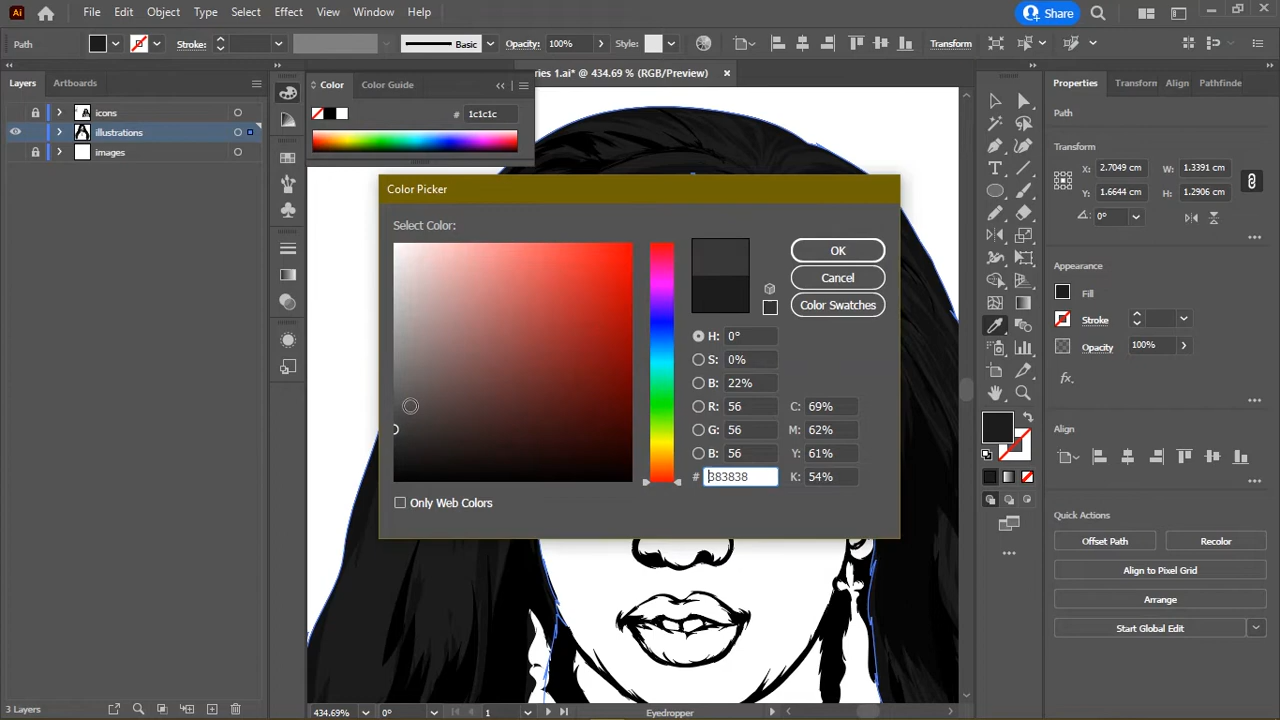 Ai File Edit Object Type Select Effect View Window Help Share
Path Stroke: Basic Opacity: 100% Style: Transform
Layers Artboards
icons
illustrations
images
3 Layers
Color Color Guide
# 1c1c1c
ries 1.ai* @ 434.69 % (RGB/Preview)
Color Picker
Select Color:
OK
Cancel
Color Swatches
H: 0°
S: 0%
B: 22%
R: 56 C: 69%
G: 56 M: 62%
B: 56 Y: 61%
# 383838 K: 54%
Only Web Colors
434.69% 0° 1 Eyedropper
Properties Transform Align Pathfinde
Path
Transform
X: 2.7049 cm W: 1.3391 cm
Y: 1.6644 cm H: 1.2906 cm
0°
Appearance
Fill
Stroke
Opacity 100%
fx.
Align
Quick Actions
Offset Path Recolor
Align to Pixel Grid
Arrange
Start Global Edit